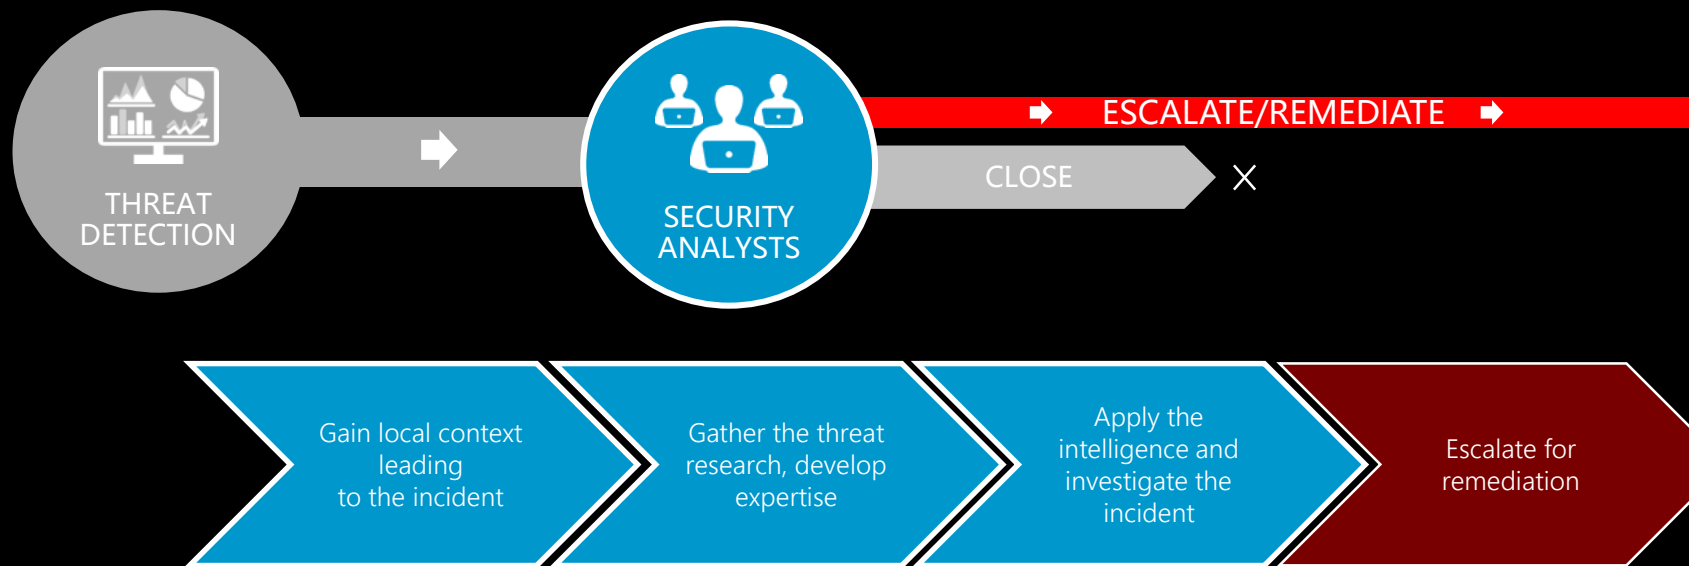 THREAT
DETECTION
SECURITY
ANALYSTS
ESCALATE/REMEDIATE
CLOSE
Gain local context
leading
to the incident
Gather the threat
research, develop
expertise
Apply the
intelligence and
investigate the
incident
Escalate for
remediation